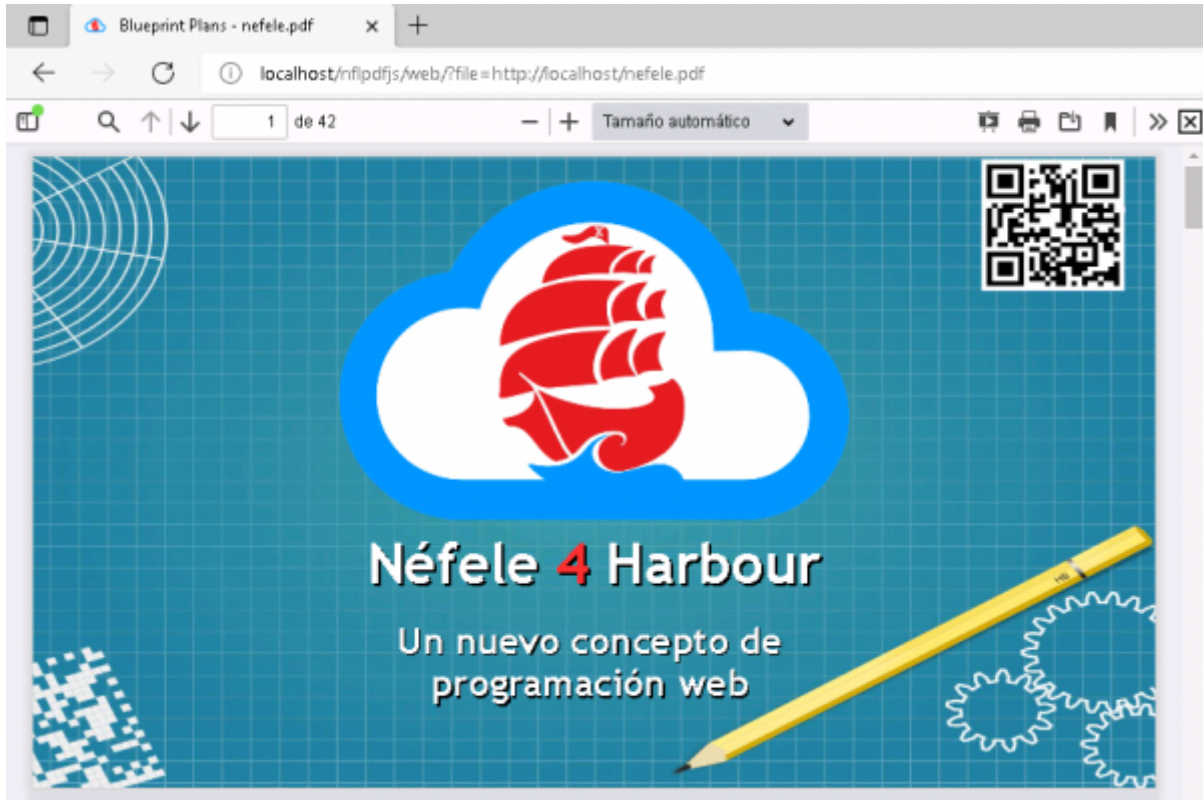 Blueprint Plans - nefele.pdf
localhost/nflpdfjs/web/?file=http://localhost/nefele.pdf
1 de 42
Tamaño automático
Néfele 4 Harbour
HB
Un nuevo concepto de
programación web